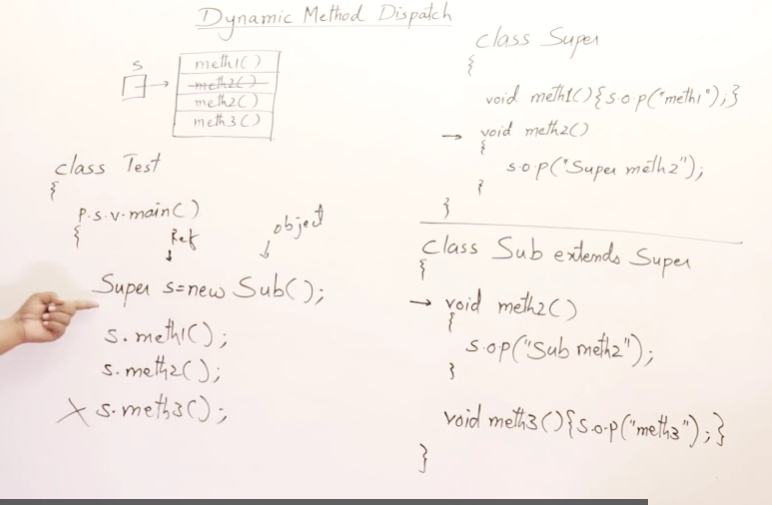 Dynamic Method Dispatch
s
meth1()
meth2()
meth2()
meth3()
class Test
{
p.s.v.main()
{
Ref
object
Super s=new Sub();
s.meth1();
s.meth2();
X s.meth3();
class Super
{
void meth1(){s.o.p("meth1");}
→ void meth2()
{
s.o.p("Super meth2");
}
}
class Sub extends Super
{
→ void meth2()
{
s.o.p("Sub meth2");
}
void meth3(){s.o.p("meth3");}
}